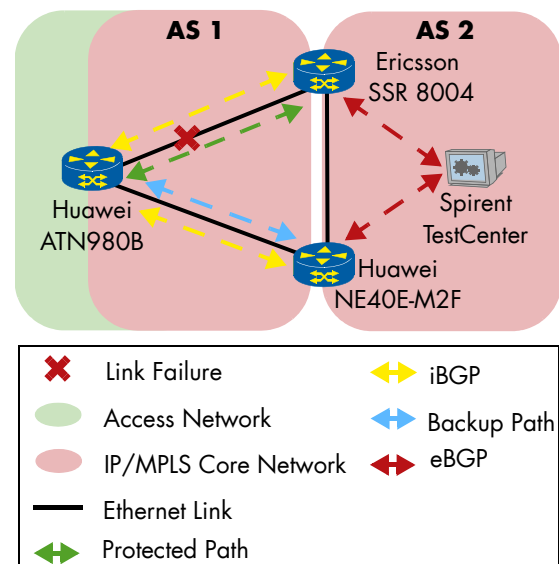 AS 1
AS 2
Ericsson
SSR 8004
Huawei
ATN980B
Spirent
TestCenter
Huawei
NE40E-M2F
Link Failure
iBGP
Access Network
Backup Path
IP/MPLS Core Network
eBGP
Ethernet Link
Protected Path